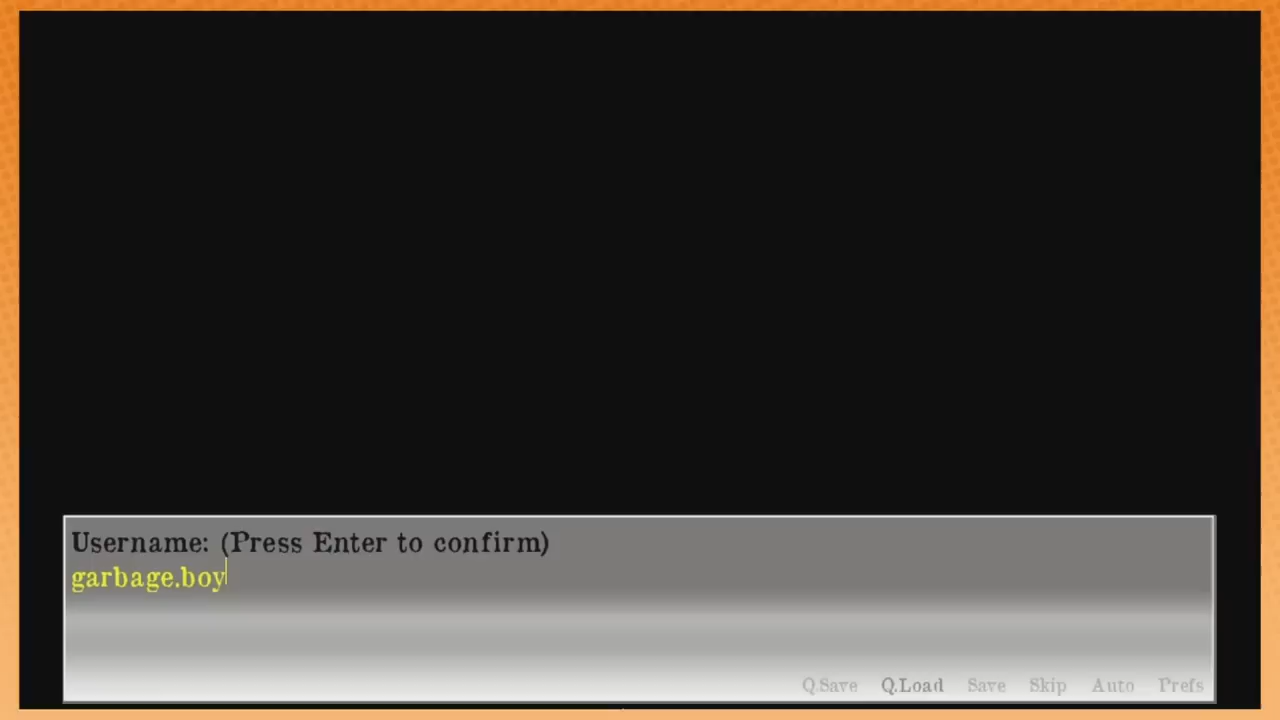 Username: (Press Enter to confirm)
garbage.boy
Q.Save Q.Load Save Skip Auto Prefs